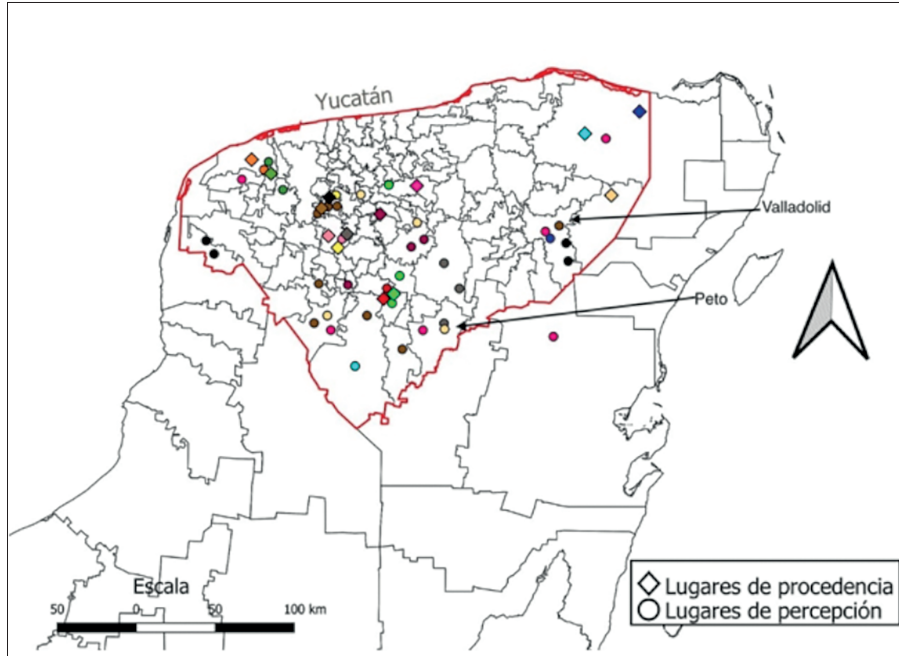 Yucatán
Valladolid
Peto
Escala
50 0 50 100 km
Lugares de procedencia
Lugares de percepción